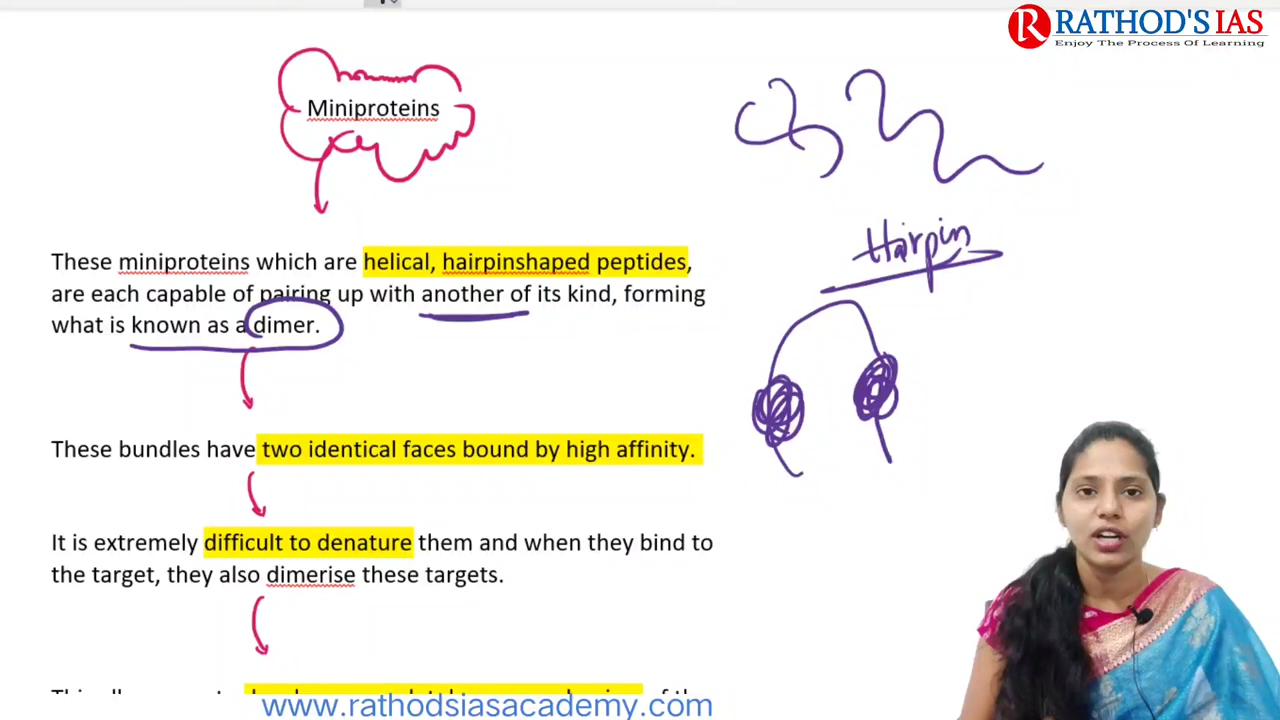 RATHOD'S IAS
Enjoy The Process Of Learning
Miniproteins
Hairpin
These miniproteins which are helical, hairpinshaped peptides,
are each capable of pairing up with another of its kind, forming
what is known as a dimer.
These bundles have two identical faces bound by high affinity.
It is extremely difficult to denature them and when they bind to
the target, they also dimerise these targets.
www.rathodsiasacademy.com